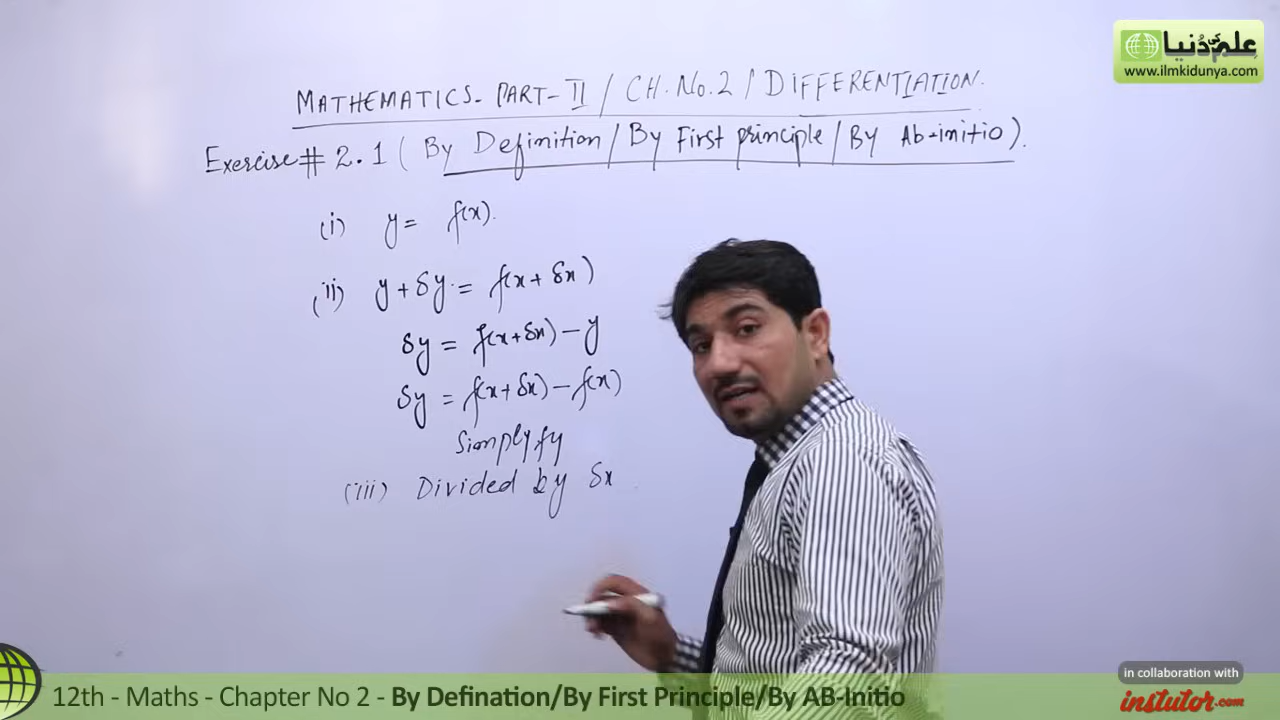 علم کی دُنیا
www.ilmkidunya.com
MATHEMATICS- PART-II / CH.No.2 / DIFFERENTIATION.
Exercise# 2.1 ( By Definition / By First principle / By Ab-initio ).
(i) y = f(x).
(ii) y + δy = f(x + δx)
δy = f(x+δx) − y
δy = f(x+δx) − f(x)
Simplyfy
(iii) Divided by δx
in collaboration with
instutor.com
12th - Maths - Chapter No 2 - By Defination/By First Principle/By AB-Initio